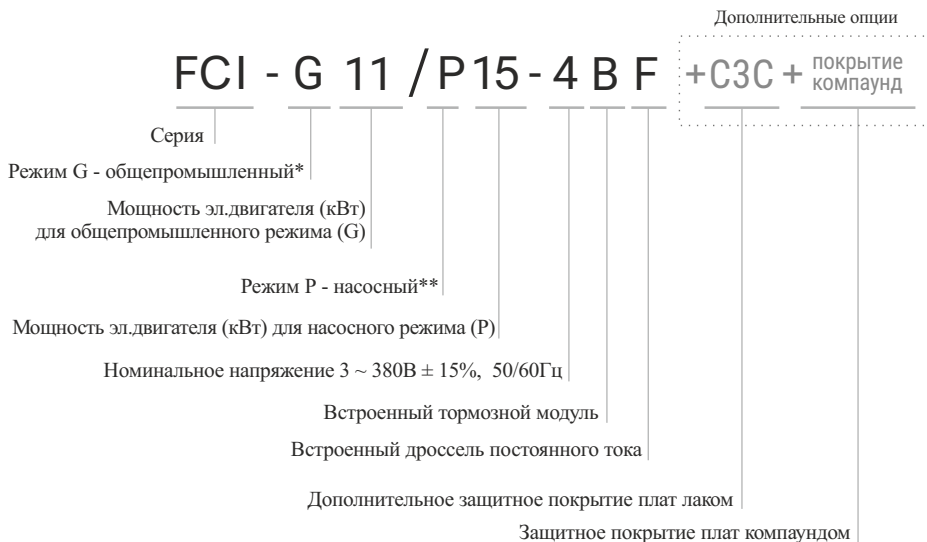 Дополнительные опции
FCI - G 11 / P 15 - 4 B F + C3C + покрытие компаунд
Серия
Режим G - общепромышленный*
Мощность эл.двигателя (кВт)
для общепромышленного режима (G)
Режим P - насосный**
Мощность эл.двигателя (кВт) для насосного режима (P)
Номинальное напряжение 3 ~ 380В ± 15%, 50/60Гц
Встроенный тормозной модуль
Встроенный дроссель постоянного тока
Дополнительное защитное покрытие плат лаком
Защитное покрытие плат компаундом